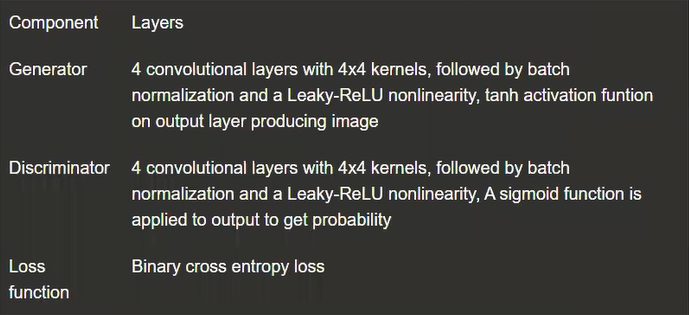 Component Layers
Generator 4 convolutional layers with 4x4 kernels, followed by batch
normalization and a Leaky-ReLU nonlinearity, tanh activation funtion
on output layer producing image
Discriminator 4 convolutional layers with 4x4 kernels, followed by batch
normalization and a Leaky-ReLU nonlinearity, A sigmoid function is
applied to output to get probability
Loss Binary cross entropy loss
function